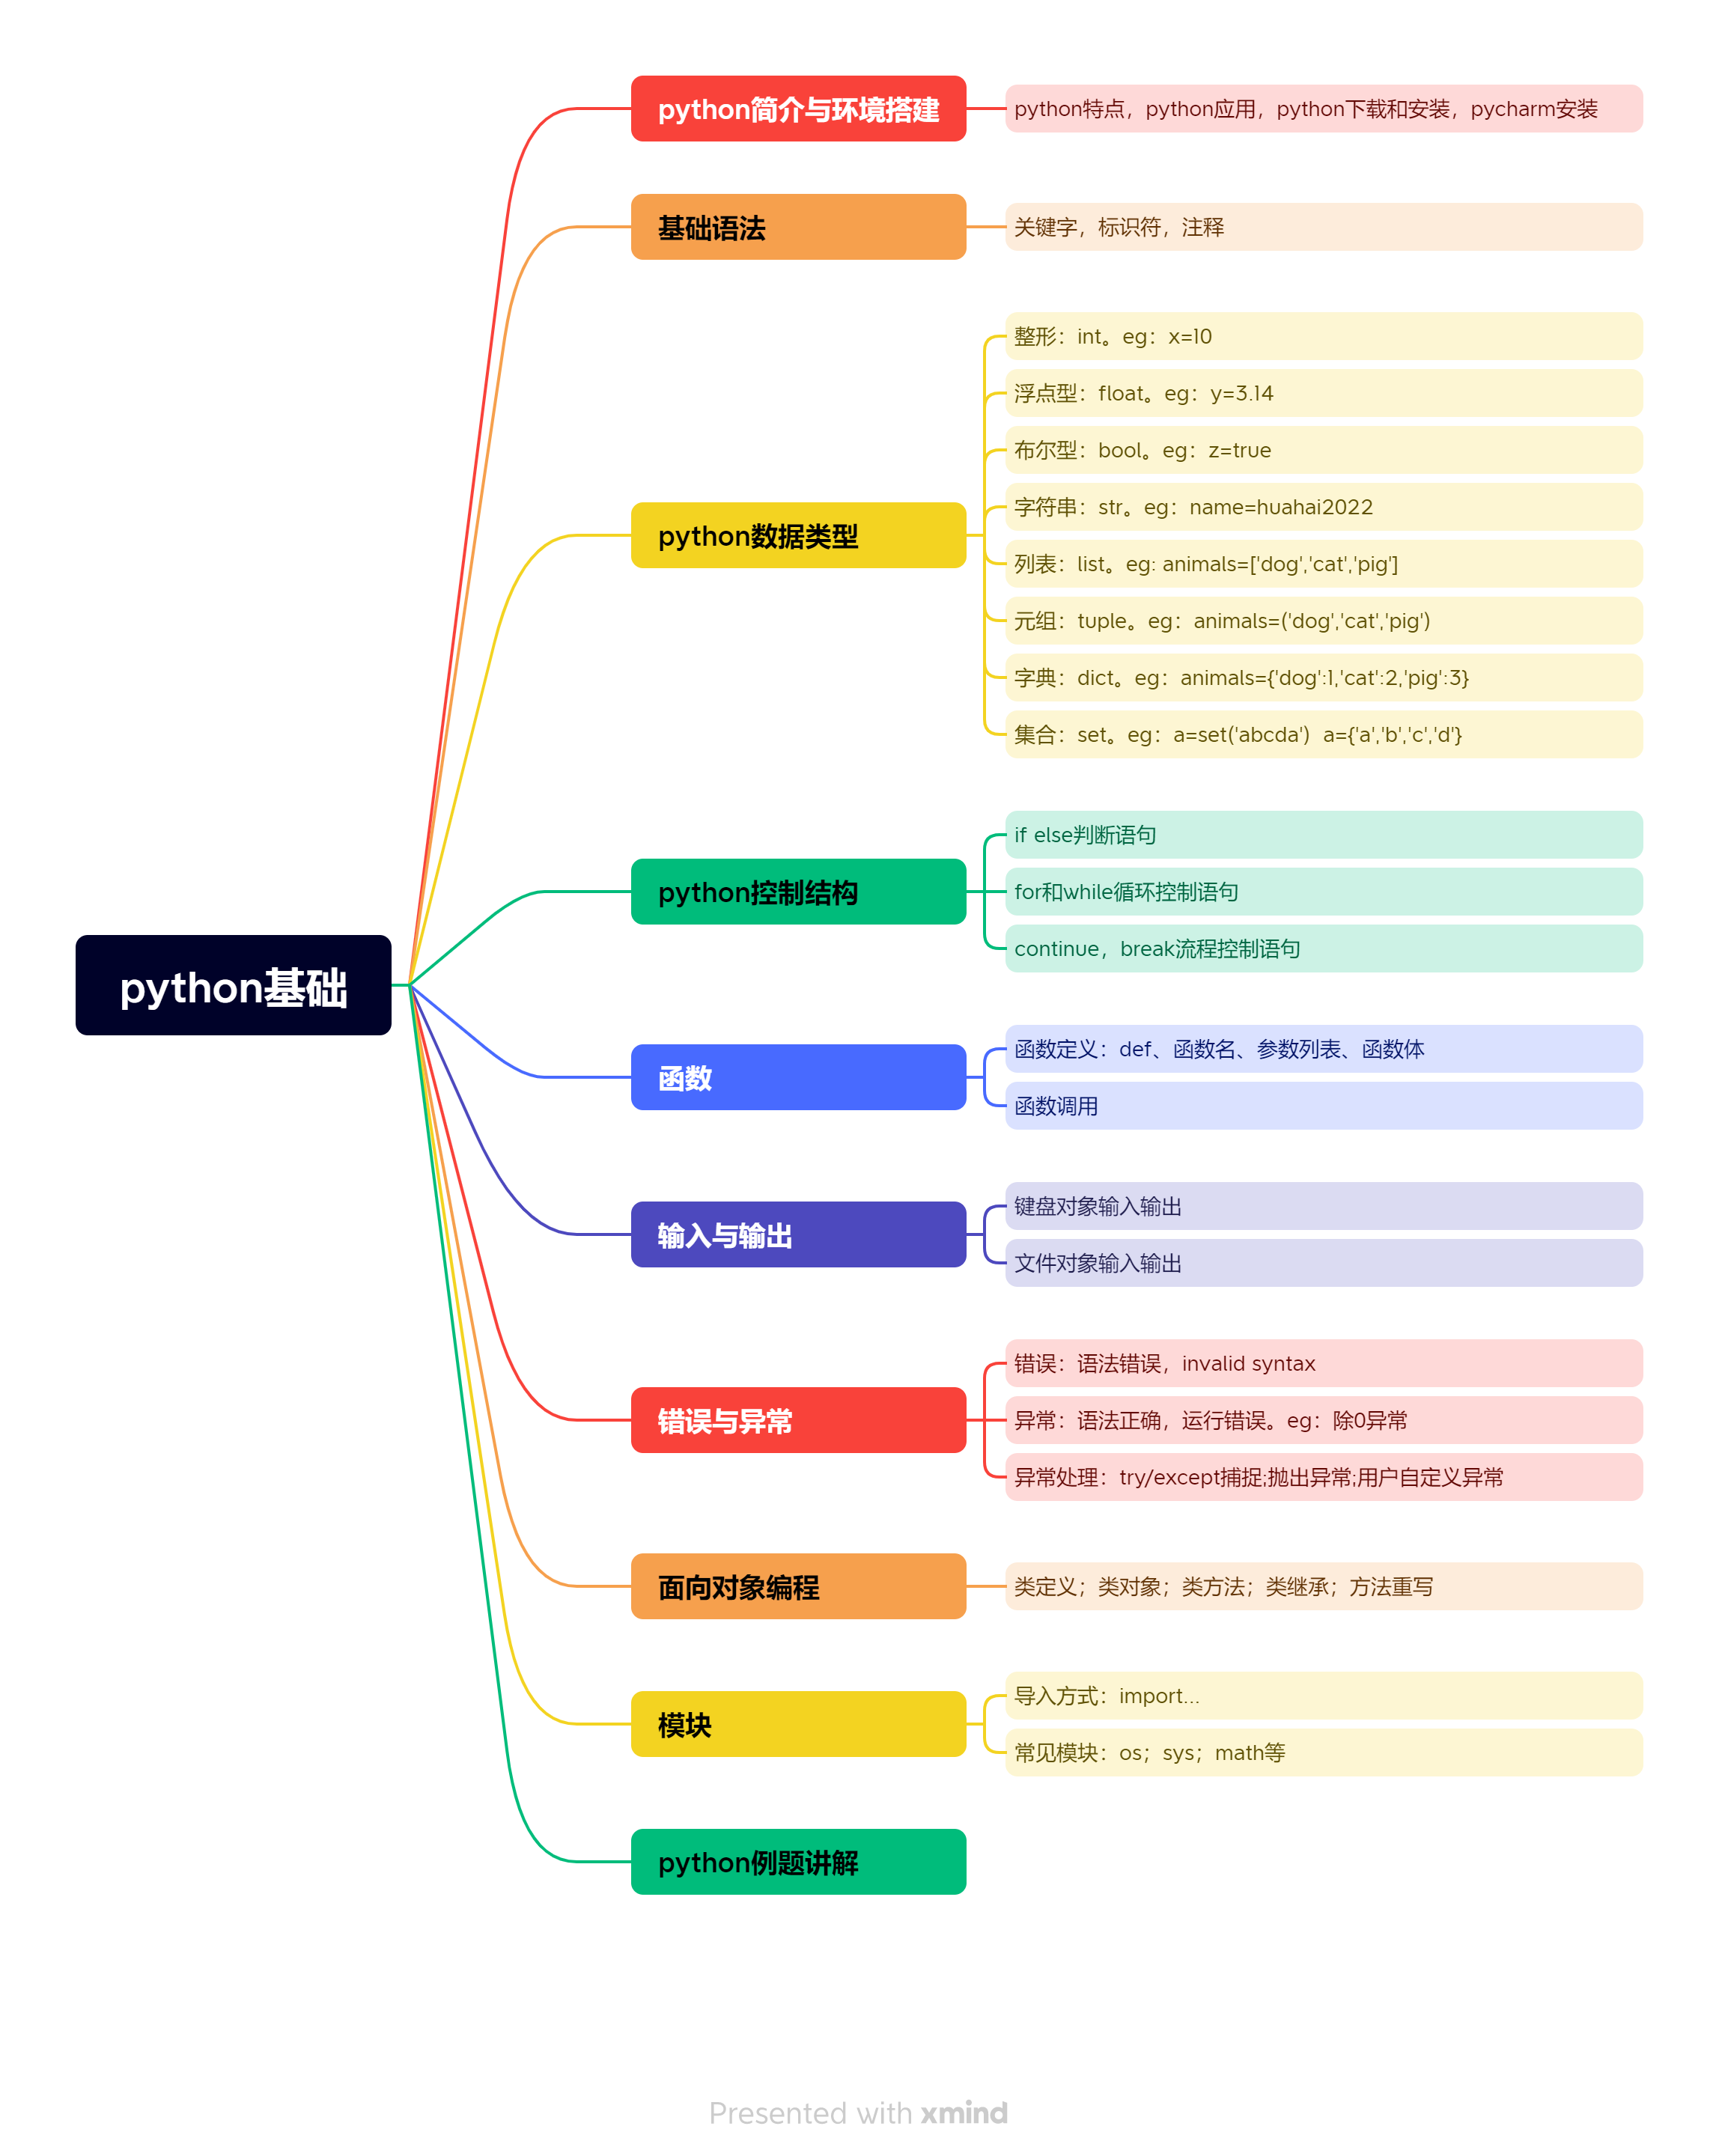 python简介与环境搭建
python特点，python应用，python下载和安装，pycharm安装
基础语法
关键字，标识符，注释
python数据类型
整形：int。eg：x=10
浮点型：float。eg：y=3.14
布尔型：bool。eg：z=true
字符串：str。eg：name=huahai2022
列表：list。eg: animals=['dog','cat','pig']
元组：tuple。eg：animals=('dog','cat','pig')
字典：dict。eg：animals={'dog':1,'cat':2,'pig':3}
集合：set。eg：a=set('abcda')  a={'a','b','c','d'}
python控制结构
if else判断语句
for和while循环控制语句
continue，break流程控制语句
python基础
函数
函数定义：def、函数名、参数列表、函数体
函数调用
输入与输出
键盘对象输入输出
文件对象输入输出
错误与异常
错误：语法错误，invalid syntax
异常：语法正确，运行错误。eg：除0异常
异常处理：try/except捕捉;抛出异常;用户自定义异常
面向对象编程
类定义；类对象；类方法；类继承；方法重写
模块
导入方式：import...
常见模块：os；sys；math等
python例题讲解
Presented with xmind